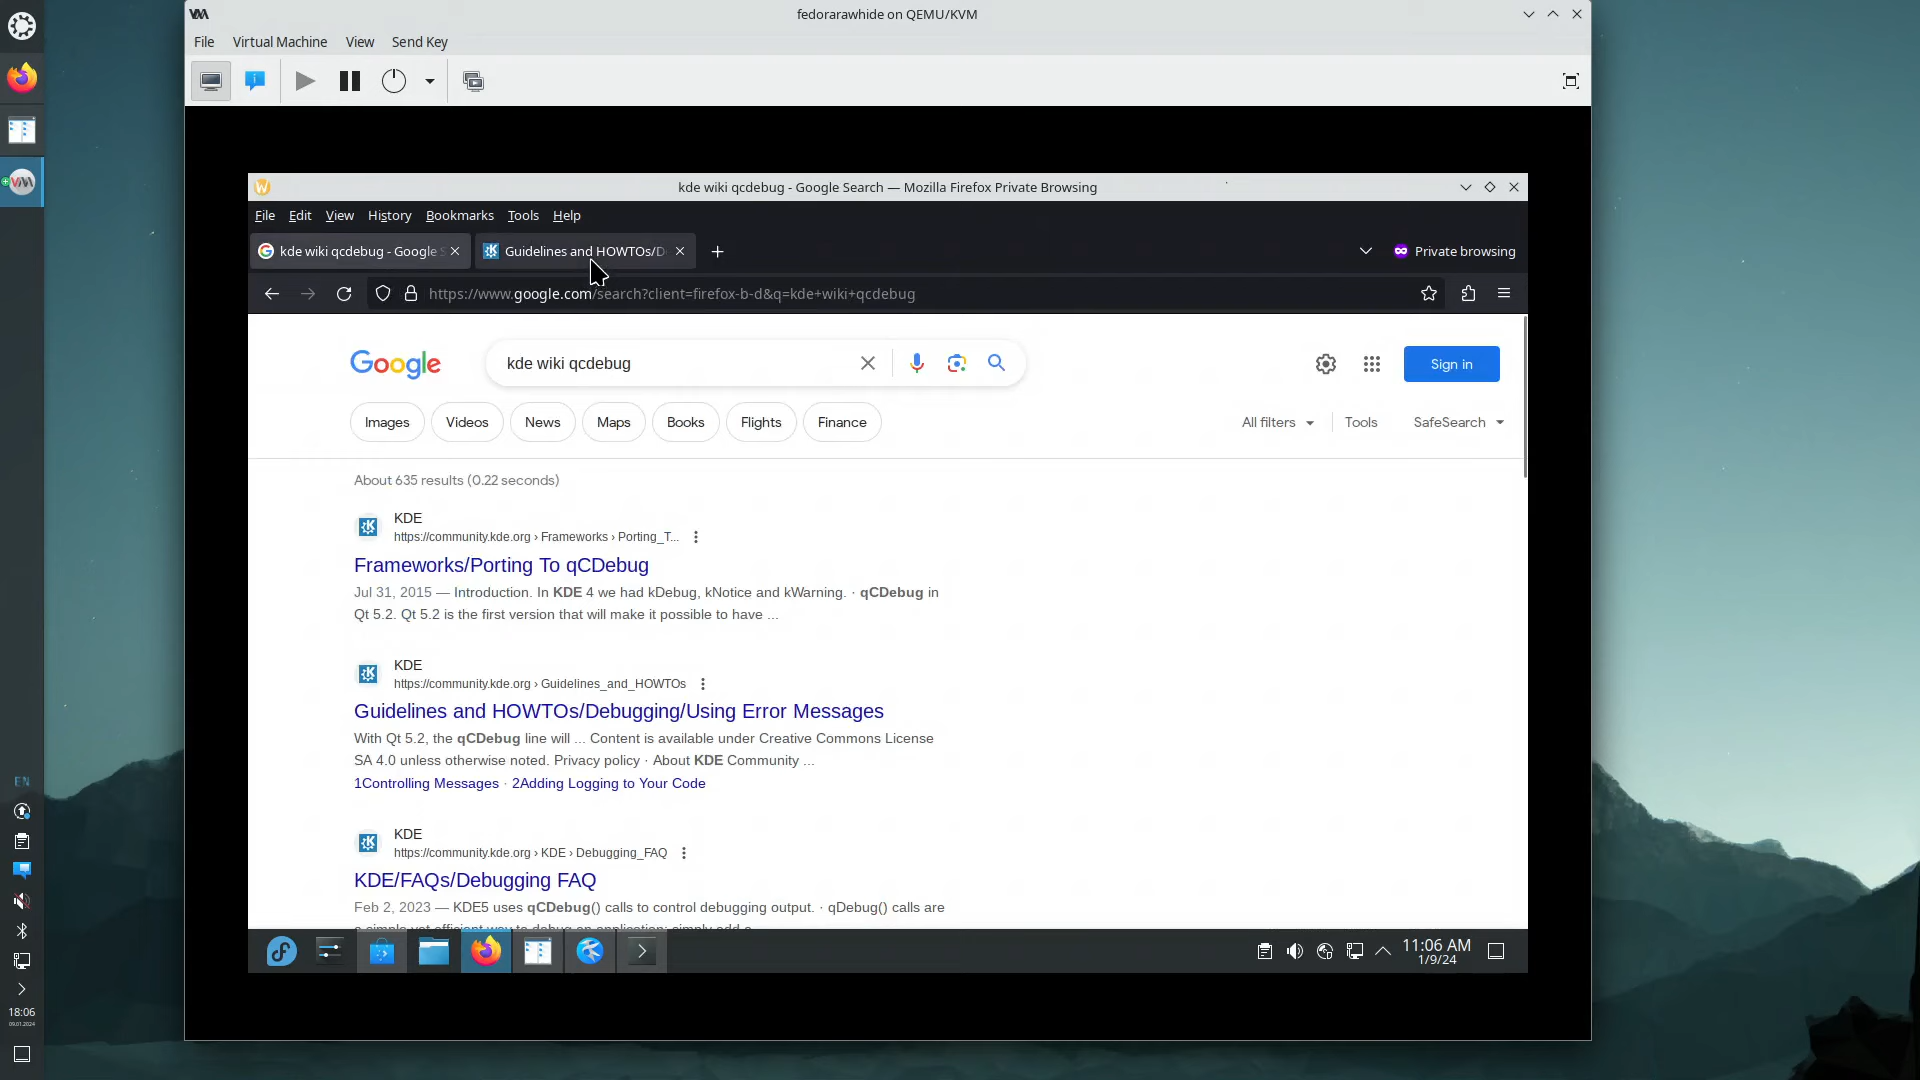 fedorarawhide on QEMU/KVM
File Virtual Machine View Send Key
kde wiki qcdebug - Google Search — Mozilla Firefox Private Browsing
File Edit View History Bookmarks Tools Help
kde wiki qcdebug - Google S
Guidelines and HOWTOs/D
Private browsing
https://www.google.com/search?client=firefox-b-d&q=kde+wiki+qcdebug
Google
kde wiki qcdebug
Sign in
Images Videos News Maps Books Flights Finance
All filters Tools SafeSearch
About 635 results (0.22 seconds)
KDE
https://community.kde.org › Frameworks › Porting_T...
Frameworks/Porting To qCDebug
Jul 31, 2015 — Introduction. In KDE 4 we had kDebug, kNotice and kWarning. · qCDebug in
Qt 5.2. Qt 5.2 is the first version that will make it possible to have ...
KDE
https://community.kde.org › Guidelines_and_HOWTOs
Guidelines and HOWTOs/Debugging/Using Error Messages
With Qt 5.2, the qCDebug line will ... Content is available under Creative Commons License
SA 4.0 unless otherwise noted. Privacy policy · About KDE Community ...
1Controlling Messages · 2Adding Logging to Your Code
KDE
https://community.kde.org › KDE › Debugging_FAQ
KDE/FAQs/Debugging FAQ
Feb 2, 2023 — KDE5 uses qCDebug() calls to control debugging output. · qDebug() calls are
11:06 AM
1/9/24
EN
18:06
09.01.2024